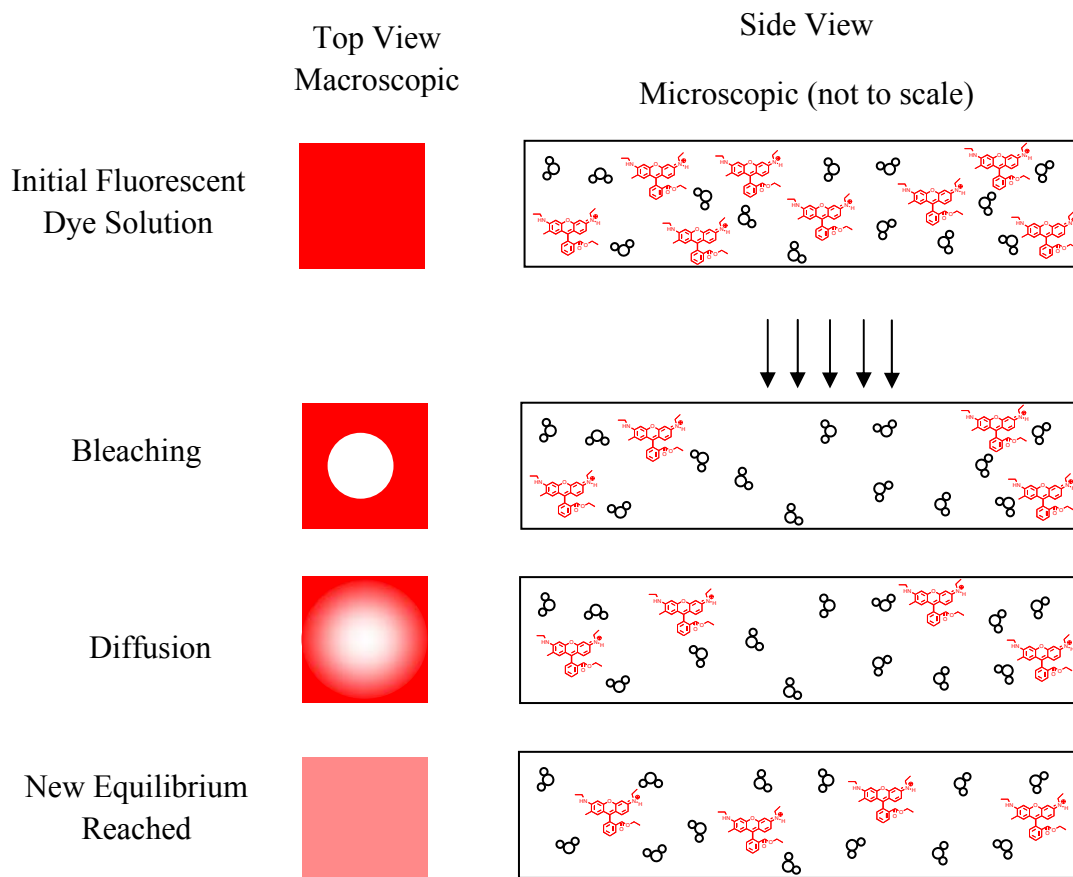 Top View
Macroscopic
Side View
Microscopic (not to scale)
Initial Fluorescent
Dye Solution
Bleaching
Diffusion
New Equilibrium
Reached